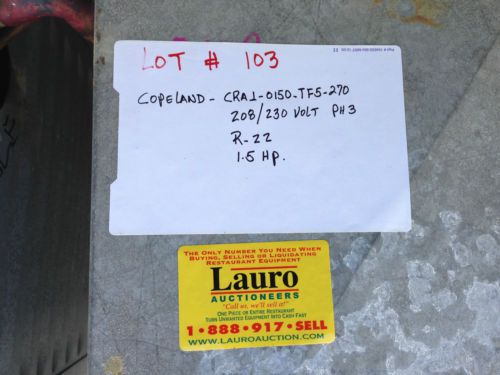 LOT # 103
COPELAND - CRA1-0150-TF5-270
208/230 VOLT PH3
R-22
1.5 HP.
THE ONLY NUMBER YOU NEED WHEN
BUYING, SELLING OR LIQUIDATING
RESTAURANT EQUIPMENT
Lauro
AUCTIONEERS
"Call us, we'll sell it!"
ONE PIECE OR ENTIRE RESTAURANT
TURN UNWANTED EQUIPMENT INTO CASH FAST
1•888•917•SELL
WWW.LAUROAUCTION.COM